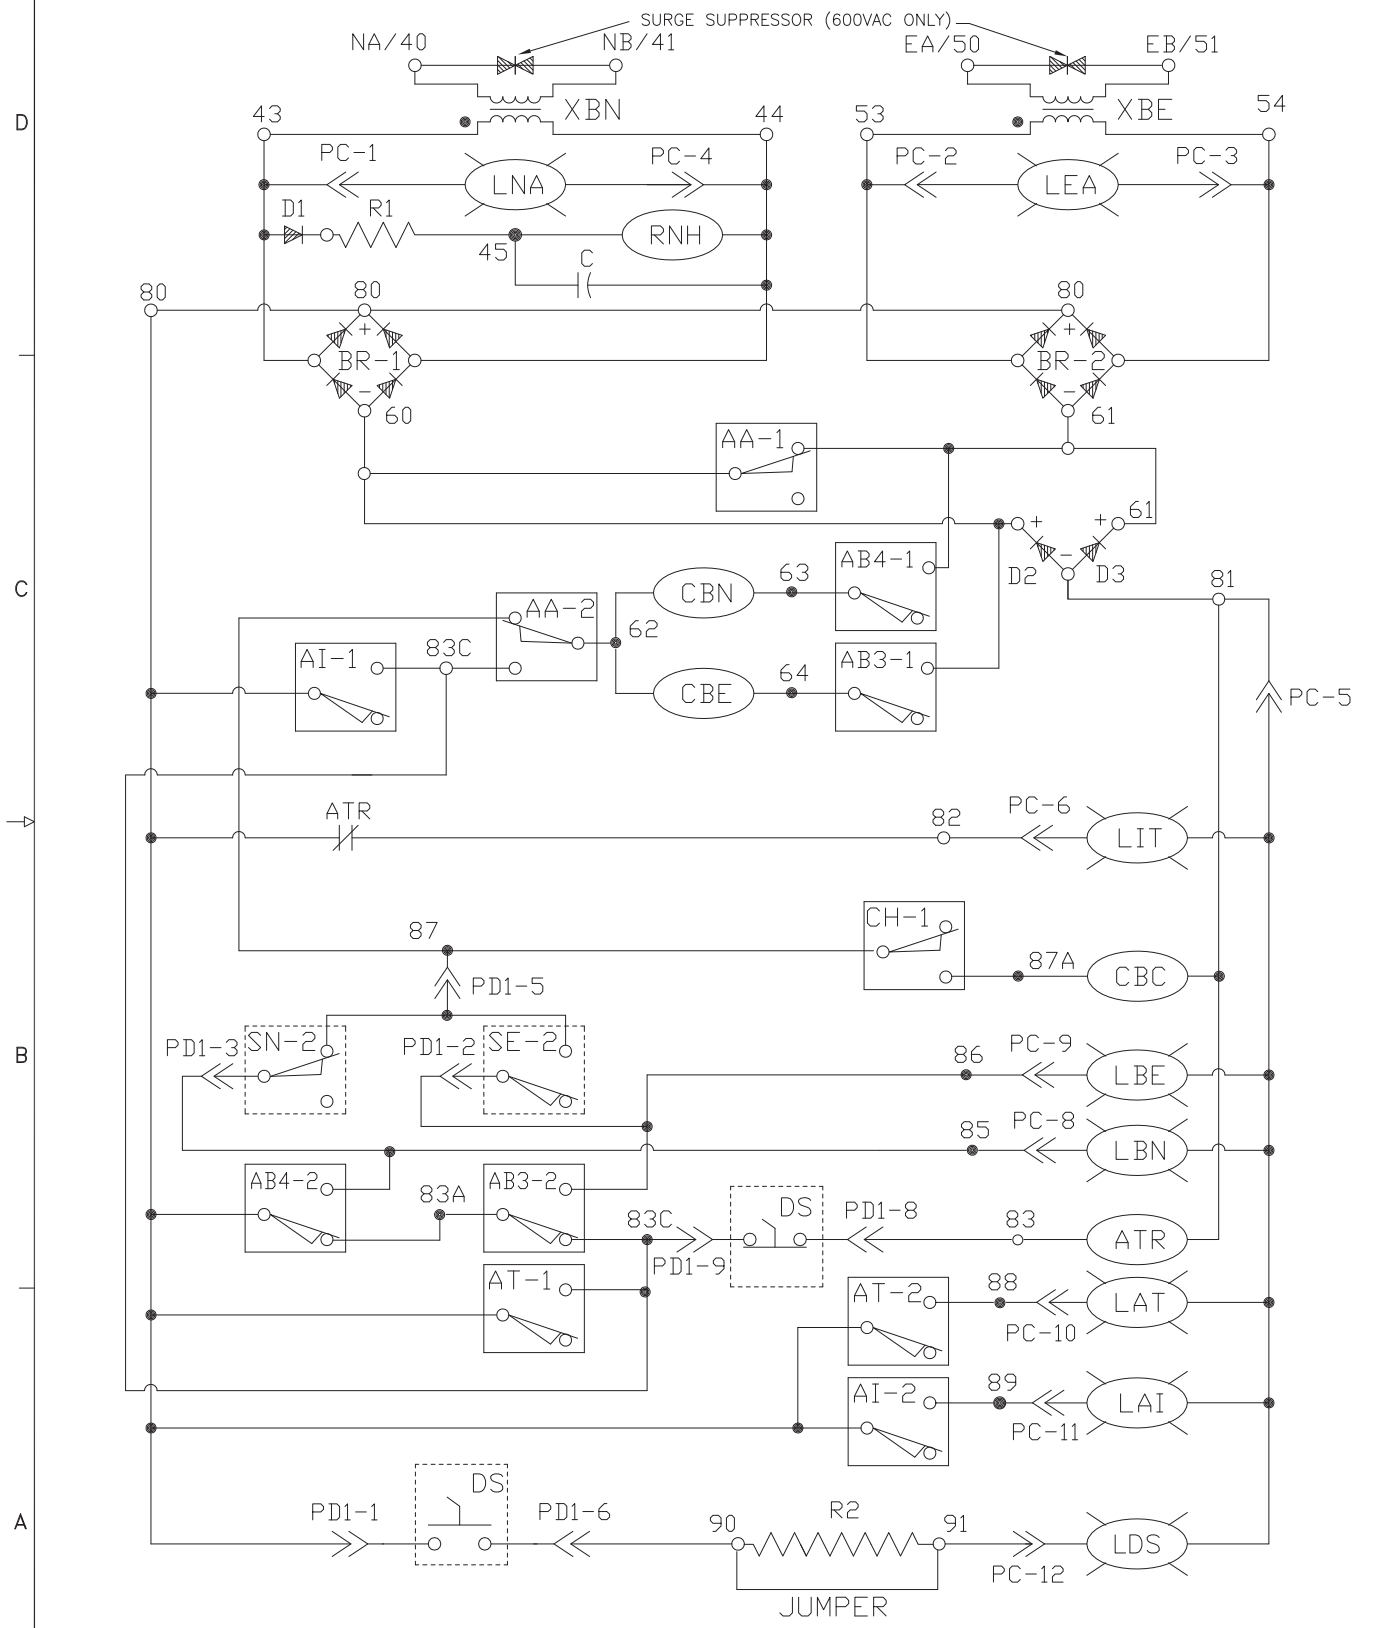 SURGE SUPPRESSOR (600VAC ONLY)
NA/40
NB/41
EA/50
EB/51
XBN
XBE
D
43
44
53
54
PC-1
PC-4
PC-2
PC-3
LNA
LEA
D1
R1
45
RNH
C
80
80
80
+
+
BR-1
BR-2
-
-
60
61
AA-1
+
+
61
-
D2
D3
C
AB4-1
63
CBN
81
AA-2
62
83C
AI-1
64
AB3-1
CBE
PC-5
ATR
82
PC-6
LIT
CH-1
87
87A
CBC
PD1-5
B
PD1-3
SN-2
PD1-2
SE-2
86
PC-9
LBE
85
PC-8
LBN
AB4-2
83A
AB3-2
83C
PD1-9
DS
PD1-8
83
ATR
AT-1
AT-2
88
PC-10
LAT
AI-2
89
PC-11
LAI
A
PD1-1
DS
PD1-6
90
R2
91
PC-12
LDS
JUMPER